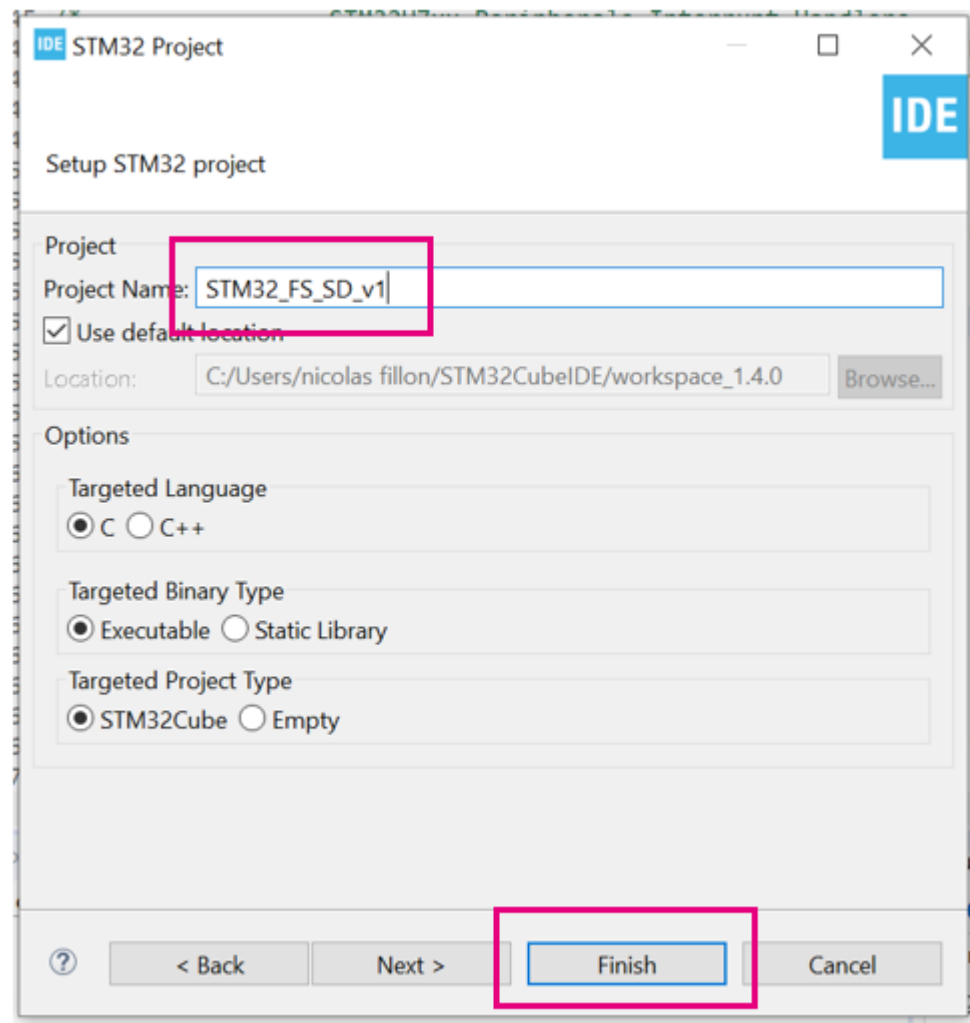 IDE STM32 Project
IDE
Setup STM32 project
Project
Project Name: STM32_FS_SD_v1
Use default location
Location: C:/Users/nicolas fillon/STM32CubeIDE/workspace_1.4.0 Browse...
Options
Targeted Language
C C++
Targeted Binary Type
Executable Static Library
Targeted Project Type
STM32Cube Empty
? < Back Next > Finish Cancel